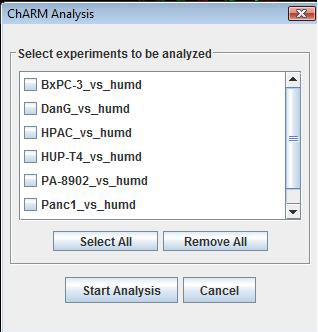 ChARM Analysis
Select experiments to be analyzed
BxPC-3_vs_humd
DanG_vs_humd
HPAC_vs_humd
HUP-T4_vs_humd
PA-8902_vs_humd
Panc1_vs_humd
Select All
Remove All
Start Analysis
Cancel